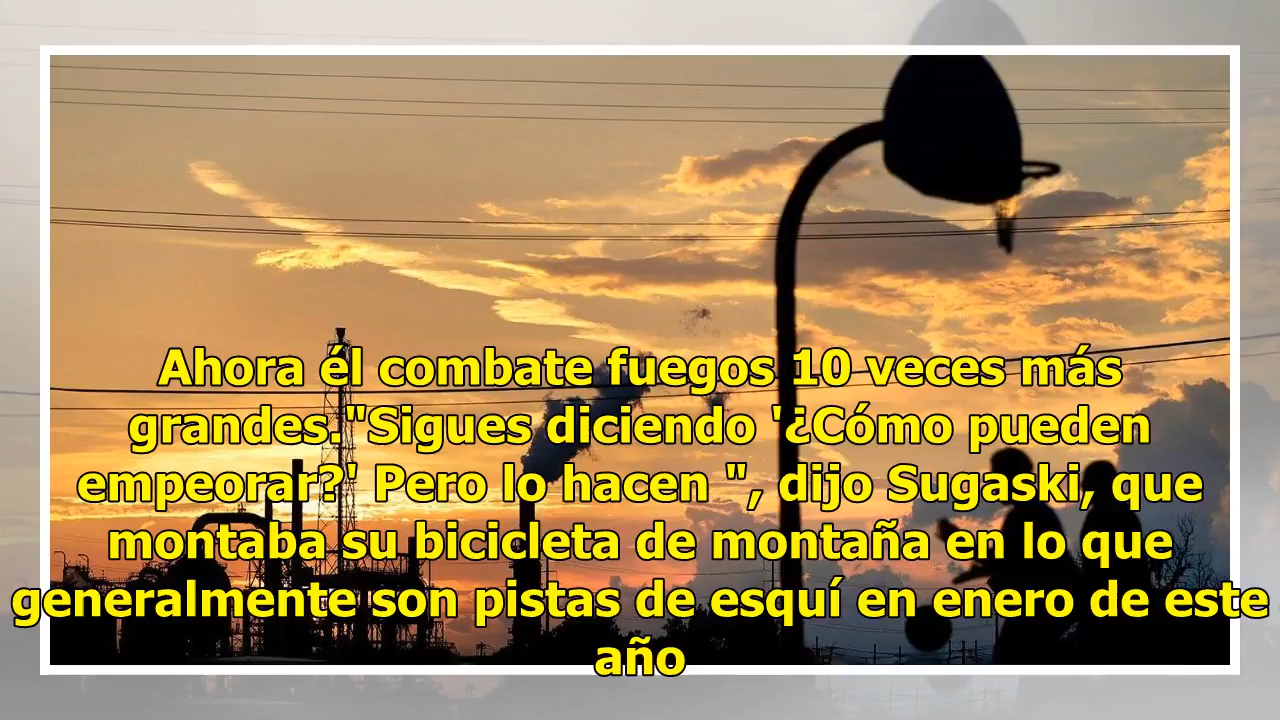 Ahora él combate fuegos 10 veces más
grandes."Sigues diciendo '¿Cómo pueden
empeorar?' Pero lo hacen ", dijo Sugaski, que
montaba su bicicleta de montaña en lo que
generalmente son pistas de esquí en enero de este
año